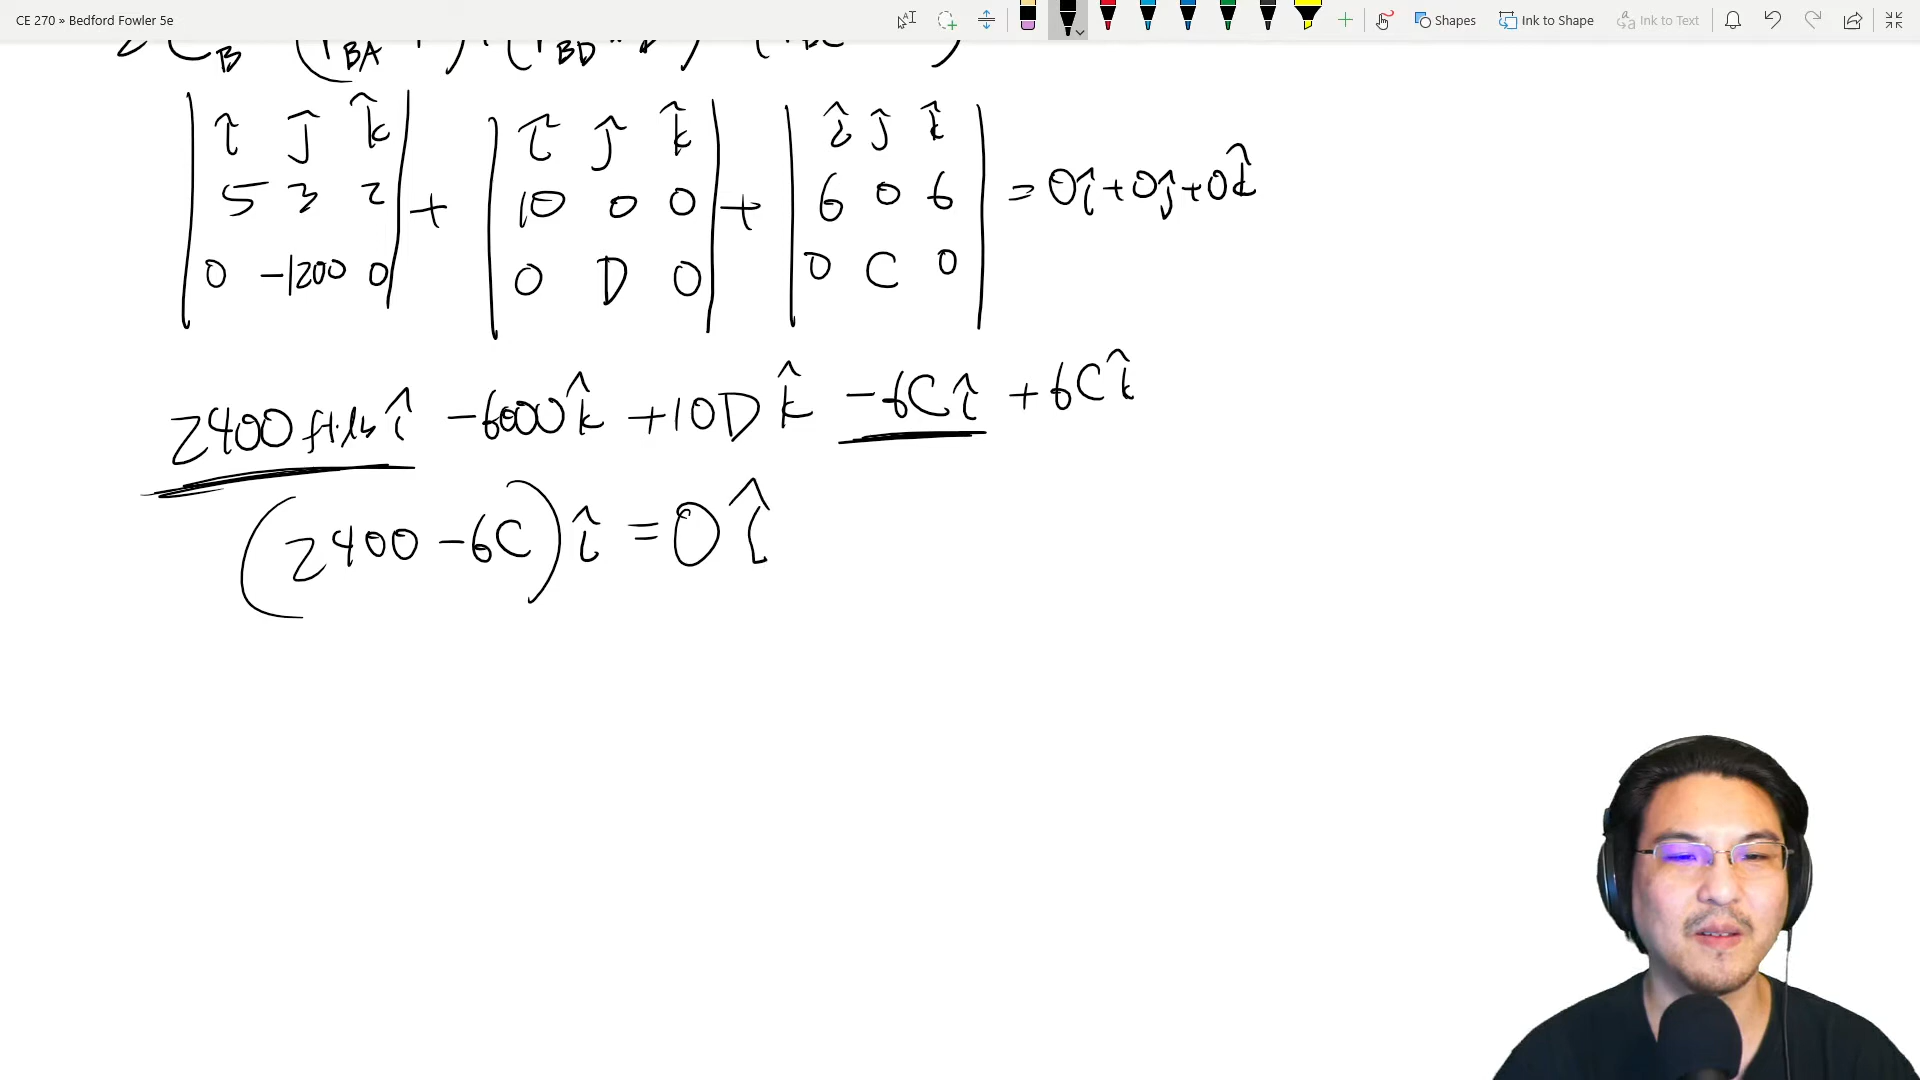 CE 270 » Bedford Fowler 5e
Shapes Ink to Shape Ink to Text
BA BD
| î ĵ k̂ | | î ĵ k̂ | | î ĵ k̂ |
| 5 3 2 | + | 10 0 0 | + | 6 0 6 | = 0î + 0ĵ + 0k̂
| 0 -1200 0 | | 0 D 0 | | 0 C 0 |
2400 ft·lb î - 6000 k̂ + 10D k̂ - 6C î + 6C k̂
(2400 - 6C) î = 0 î